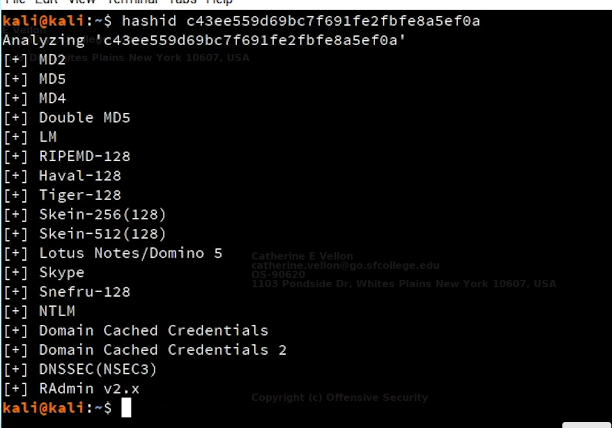 File Edit View Terminal Tabs Help
kali@kali:~$ hashid c43ee559d69bc7f691fe2fbfe8a5ef0a
Analyzing 'c43ee559d69bc7f691fe2fbfe8a5ef0a'
[+] MD2
[+] MD5
[+] MD4
[+] Double MD5
[+] LM
[+] RIPEMD-128
[+] Haval-128
[+] Tiger-128
[+] Skein-256(128)
[+] Skein-512(128)
[+] Lotus Notes/Domino 5
[+] Skype
[+] Snefru-128
[+] NTLM
[+] Domain Cached Credentials
[+] Domain Cached Credentials 2
[+] DNSSEC(NSEC3)
[+] RAdmin v2.x
kali@kali:~$
Whites Plains New York 10607, USA
Catherine E Vellon
catherine.vellon@go.sfcollege.edu
OS-90620
1103 Pondside Dr, Whites Plains New York 10607, USA
Copyright (c) Offensive Security